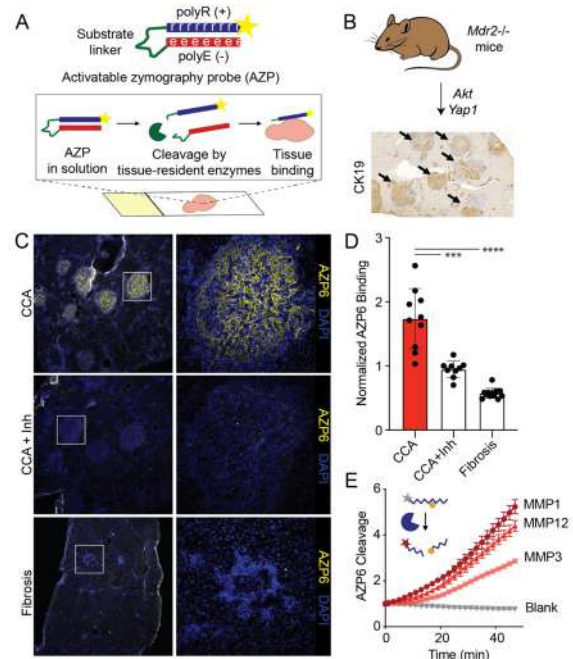 A
polyR (+)
Substrate
linker
polyE (-)
eeeeeeee
Activatable zymography probe (AZP)
AZP
in solution
Cleavage by
tissue-resident enzymes
Tissue
binding
B
Mdr2-/-
mice
Akt
Yap1
CK19
C
CCA
AZP6 DAPI
CCA + Inh
AZP6 DAPI
Fibrosis
AZP6 DAPI
D
Normalized AZP6 Binding
3
2
1
0
***
****
CCA
CCA+Inh
Fibrosis
E
AZP6 Cleavage
6
4
2
0
0
20
40
Time (min)
MMP1
MMP12
MMP3
Blank